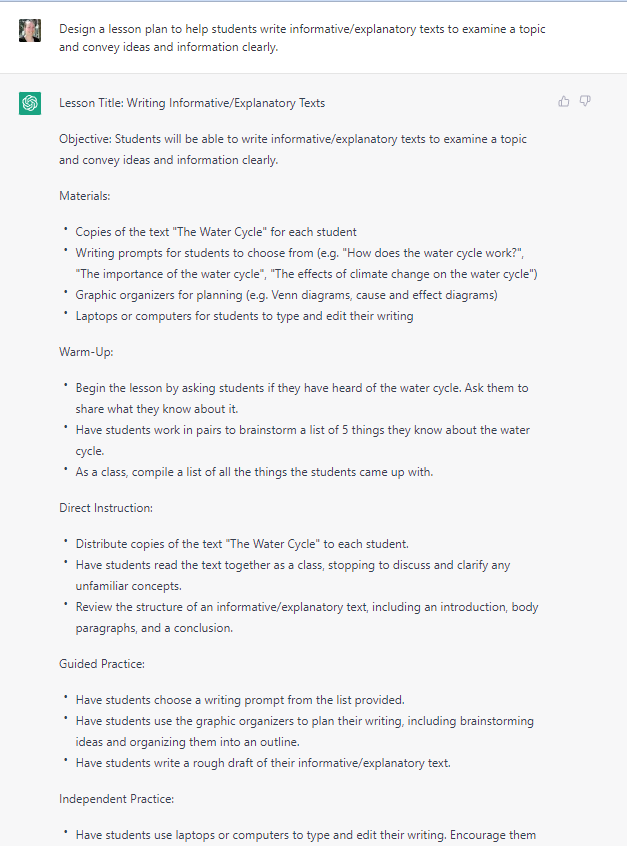 Design a lesson plan to help students write informative/explanatory texts to examine a topic
and convey ideas and information clearly.
Lesson Title: Writing Informative/Explanatory Texts
Objective: Students will be able to write informative/explanatory texts to examine a topic
and convey ideas and information clearly.
Materials:
• Copies of the text "The Water Cycle" for each student
• Writing prompts for students to choose from (e.g. "How does the water cycle work?",
"The importance of the water cycle", "The effects of climate change on the water cycle")
• Graphic organizers for planning (e.g. Venn diagrams, cause and effect diagrams)
• Laptops or computers for students to type and edit their writing
Warm-Up:
• Begin the lesson by asking students if they have heard of the water cycle. Ask them to
share what they know about it.
• Have students work in pairs to brainstorm a list of 5 things they know about the water
cycle.
• As a class, compile a list of all the things the students came up with.
Direct Instruction:
• Distribute copies of the text "The Water Cycle" to each student.
• Have students read the text together as a class, stopping to discuss and clarify any
unfamiliar concepts.
• Review the structure of an informative/explanatory text, including an introduction, body
paragraphs, and a conclusion.
Guided Practice:
• Have students choose a writing prompt from the list provided.
• Have students use the graphic organizers to plan their writing, including brainstorming
ideas and organizing them into an outline.
• Have students write a rough draft of their informative/explanatory text.
Independent Practice:
• Have students use laptops or computers to type and edit their writing. Encourage them